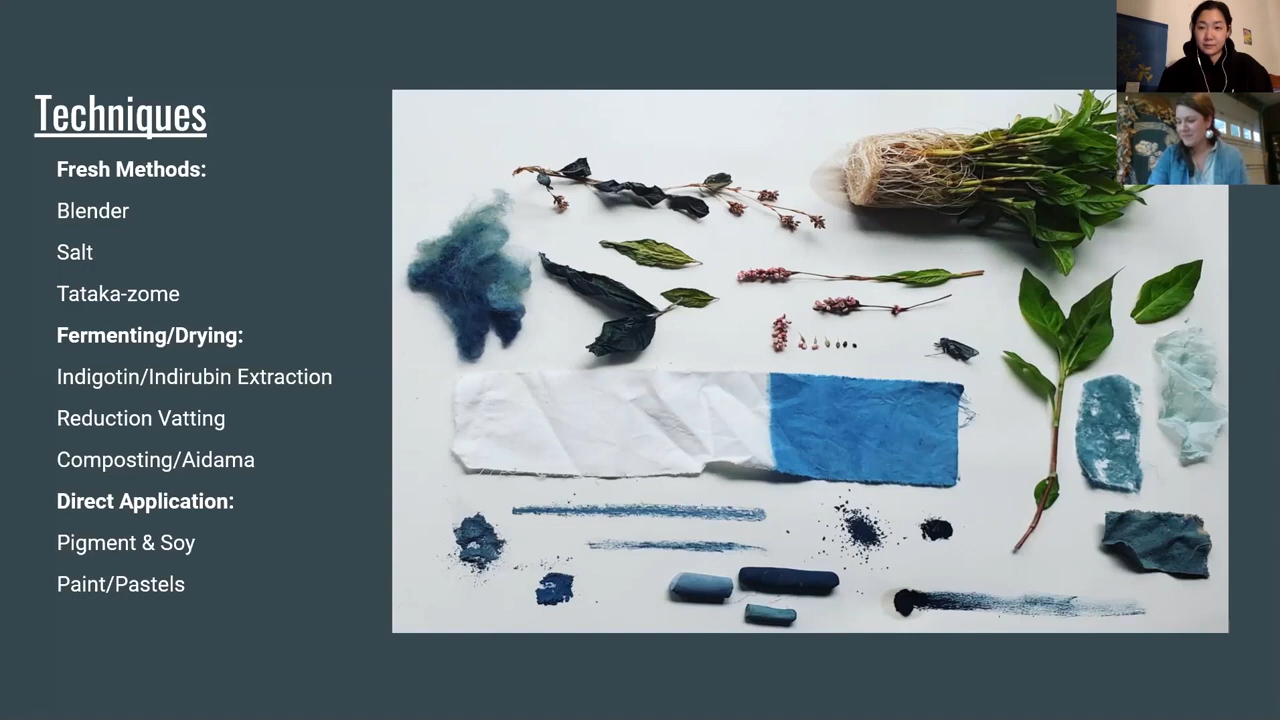 Techniques
Fresh Methods:
Blender
Salt
Tataka-zome
Fermenting/Drying:
Indigotin/Indirubin Extraction
Reduction Vatting
Composting/Aidama
Direct Application:
Pigment & Soy
Paint/Pastels